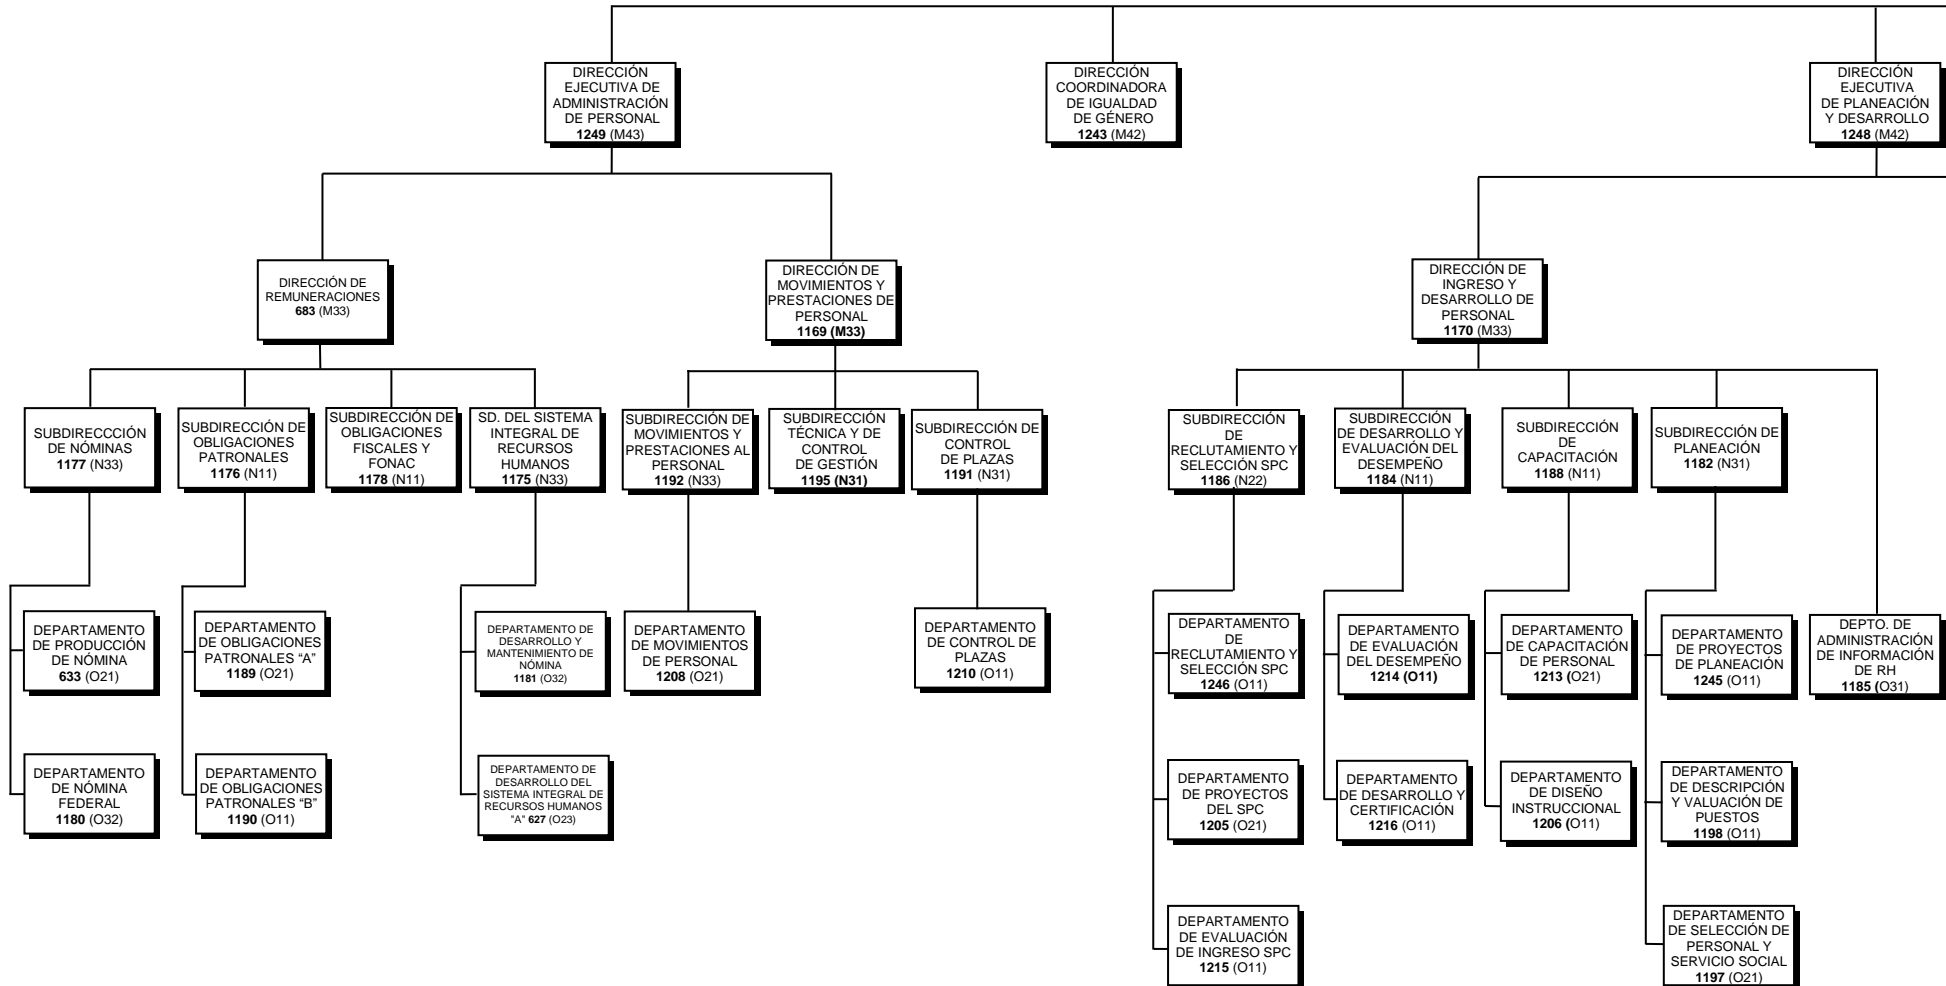 DIRECCIÓN
EJECUTIVA DE
ADMINISTRACIÓN
DE PERSONAL
1249 (M43)
DIRECCIÓN
COORDINADORA
DE IGUALDAD
DE GÉNERO
1243 (M42)
DIRECCIÓN
EJECUTIVA
DE PLANEACIÓN
Y DESARROLLO
1248 (M42)
DIRECCIÓN DE
REMUNERACIONES
683 (M33)
DIRECCIÓN DE
MOVIMIENTOS Y
PRESTACIONES DE
PERSONAL
1169 (M33)
DIRECCIÓN DE
INGRESO Y
DESARROLLO DE
PERSONAL
1170 (M33)
SUBDIRECCCIÓN
DE NÓMINAS
1177 (N33)
SUBDIRECCIÓN DE
OBLIGACIONES
PATRONALES
1176 (N11)
SUBDIRECCIÓN DE
OBLIGACIONES
FISCALES Y
FONAC
1178 (N11)
SD. DEL SISTEMA
INTEGRAL DE
RECURSOS
HUMANOS
1175 (N33)
SUBDIRECCIÓN DE
MOVIMIENTOS Y
PRESTACIONES AL
PERSONAL
1192 (N33)
SUBDIRECCIÓN
TÉCNICA Y DE
CONTROL
DE GESTIÓN
1195 (N31)
SUBDIRECCIÓN DE
CONTROL
DE PLAZAS
1191 (N31)
SUBDIRECCIÓN
DE
RECLUTAMIENTO Y
SELECCIÓN SPC
1186 (N22)
SUBDIRECCIÓN
DE DESARROLLO Y
EVALUACIÓN DEL
DESEMPEÑO
1184 (N11)
SUBDIRECCIÓN
DE
CAPACITACIÓN
1188 (N11)
SUBDIRECCIÓN DE
PLANEACIÓN
1182 (N31)
DEPARTAMENTO
DE PRODUCCIÓN
DE NÓMINA
633 (O21)
DEPARTAMENTO
DE OBLIGACIONES
PATRONALES “A”
1189 (O21)
DEPARTAMENTO DE
DESARROLLO Y
MANTENIMIENTO DE
NÓMINA
1181 (O32)
DEPARTAMENTO
DE MOVIMIENTOS
DE PERSONAL
1208 (O21)
DEPARTAMENTO
DE CONTROL DE
PLAZAS
1210 (O11)
DEPARTAMENTO
DE
RECLUTAMIENTO Y
SELECCIÓN SPC
1246 (O11)
DEPARTAMENTO
DE EVALUACIÓN
DEL DESEMPEÑO
1214 (O11)
DEPARTAMENTO
DE CAPACITACIÓN
DE PERSONAL
1213 (O21)
DEPARTAMENTO
DE PROYECTOS
DE PLANEACIÓN
1245 (O11)
DEPTO. DE
ADMINISTRACIÓN
DE INFORMACIÓN
DE RH
1185 (O31)
DEPARTAMENTO
DE NÓMINA
FEDERAL
1180 (O32)
DEPARTAMENTO
DE OBLIGACIONES
PATRONALES “B”
1190 (O11)
DEPARTAMENTO DE
DESARROLLO DEL
SISTEMA INTEGRAL DE
RECURSOS HUMANOS
"A" 627 (O23)
DEPARTAMENTO
DE PROYECTOS
DEL SPC
1205 (O21)
DEPARTAMENTO
DE DESARROLLO Y
CERTIFICACIÓN
1216 (O11)
DEPARTAMENTO
DE DISEÑO
INSTRUCCIONAL
1206 (O11)
DEPARTAMENTO
DE DESCRIPCIÓN
Y VALUACIÓN DE
PUESTOS
1198 (O11)
DEPARTAMENTO
DE EVALUACIÓN
DE INGRESO SPC
1215 (O11)
DEPARTAMENTO
DE SELECCIÓN DE
PERSONAL Y
SERVICIO SOCIAL
1197 (O21)